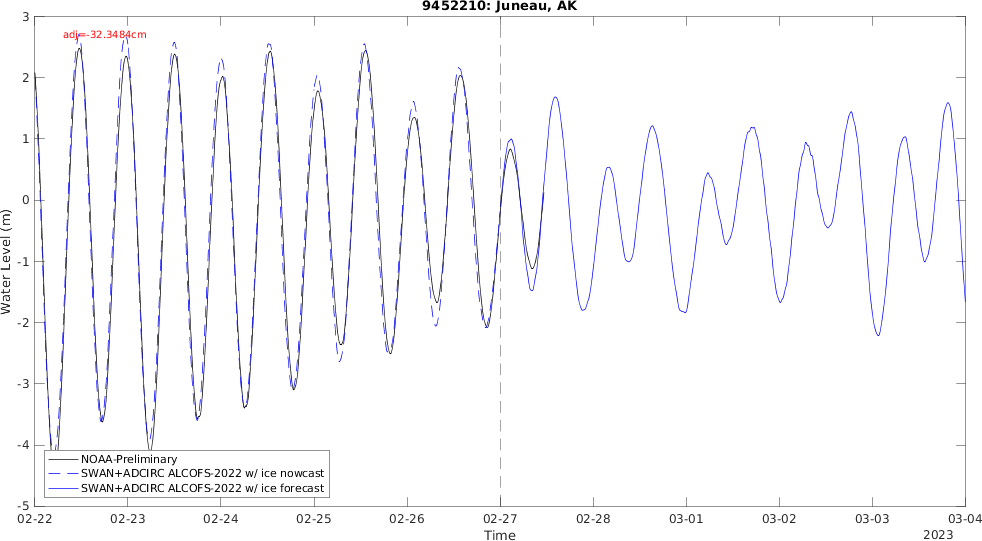 9452210: Juneau, AK
adj=-32.3484cm
3
2
1
0
-1
-2
-3
-4
-5
Water Level (m)
NOAA-Preliminary
SWAN+ADCIRC ALCOFS-2022 w/ ice nowcast
SWAN+ADCIRC ALCOFS-2022 w/ ice forecast
02-22 02-23 02-24 02-25 02-26 02-27 02-28 03-01 03-02 03-03 03-04
Time
2023